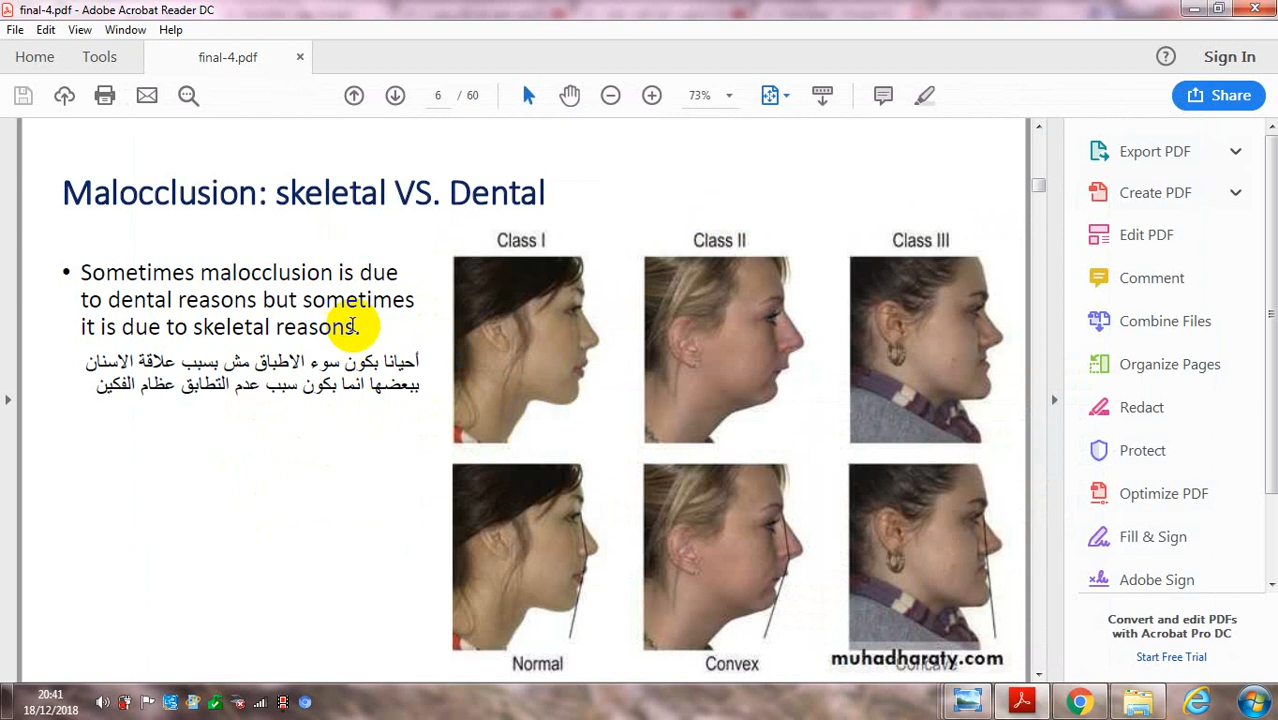 final-4.pdf - Adobe Acrobat Reader DC
File Edit View Window Help
Home Tools final-4.pdf × Sign In
6 / 60 73% Share
Malocclusion: skeletal VS. Dental
• Sometimes malocclusion is due
to dental reasons but sometimes
it is due to skeletal reasons.
أحيانا بكون سوء الاطباق مش بسبب علاقة الاسنان
ببعضها انما بكون سبب عدم التطابق عظام الفكين
Class I Class II Class III
Normal Convex Concave
muhadharaty.com
Export PDF
Create PDF
Edit PDF
Comment
Combine Files
Organize Pages
Redact
Protect
Optimize PDF
Fill & Sign
Adobe Sign
Convert and edit PDFs
with Acrobat Pro DC
Start Free Trial
20:41
18/12/2018